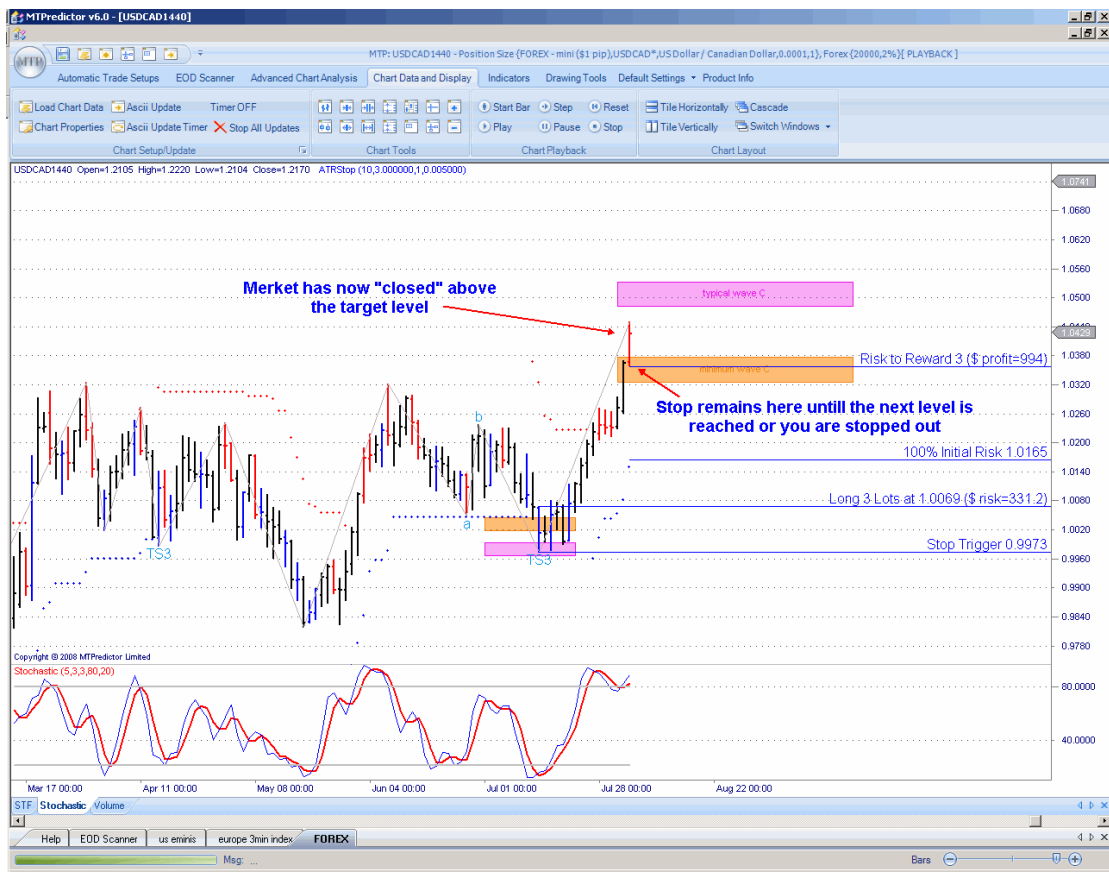 MTPredictor v6.0 - [USDCAD1440]
MTP
MTP: USDCAD1440 - Position Size {FOREX - mini ($1 pip),USDCAD*,US Dollar / Canadian Dollar,0.0001,1}, Forex {20000,2%}[ PLAYBACK ]
Automatic Trade Setups EOD Scanner Advanced Chart Analysis Chart Data and Display Indicators Drawing Tools Default Settings Product Info
Load Chart Data Ascii Update Timer OFF Start Bar Step Reset Tile Horizontally Cascade
Chart Properties Ascii Update Timer Stop All Updates Play Pause Stop Tile Vertically Switch Windows
Chart Setup/Update Chart Tools Chart Playback Chart Layout
USDCAD1440 Open=1.2105 High=1.2220 Low=1.2104 Close=1.2170 ATRStop (10,3.000000,1,0.005000)
1.0741
1.0680
1.0620
1.0560
Merket has now "closed" above
the target level
typical wave C
1.0500
1.0440
1.0429
1.0380
Risk to Reward 3 ($ profit=994)
minimum wave C
1.0320
Stop remains here untill the next level is
reached or you are stopped out
1.0260
b
1.0200
100% Initial Risk 1.0165
1.0140
Long 3 Lots at 1.0069 ($ risk=331.2)
1.0080
a
1.0020
Stop Trigger 0.9973
TS3
TS3
0.9960
0.9900
0.9840
0.9780
Copyright @ 2008 MTPredictor Limited
Stochastic (5,3,3,80,20)
80.0000
40.0000
Mar 17 00:00 Apr 11 00:00 May 08 00:00 Jun 04 00:00 Jul 01 00:00 Jul 28 00:00 Aug 22 00:00
STF Stochastic Volume
Help EOD Scanner us eminis europe 3min index FOREX
Msg: ... Bars